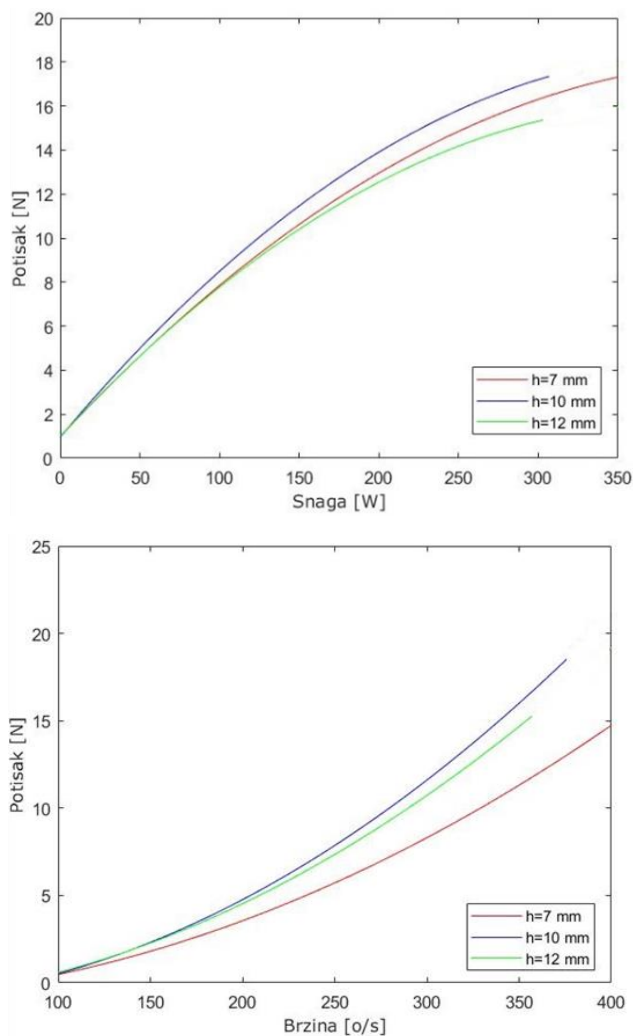 20
18
16
14
12
10
8
6
4
2
0
Potisak [N]
0 50 100 150 200 250 300 350
Snaga [W]
h=7 mm
h=10 mm
h=12 mm
25
20
15
10
5
0
Potisak [N]
100 150 200 250 300 350 400
Brzina [o/s]
h=7 mm
h=10 mm
h=12 mm